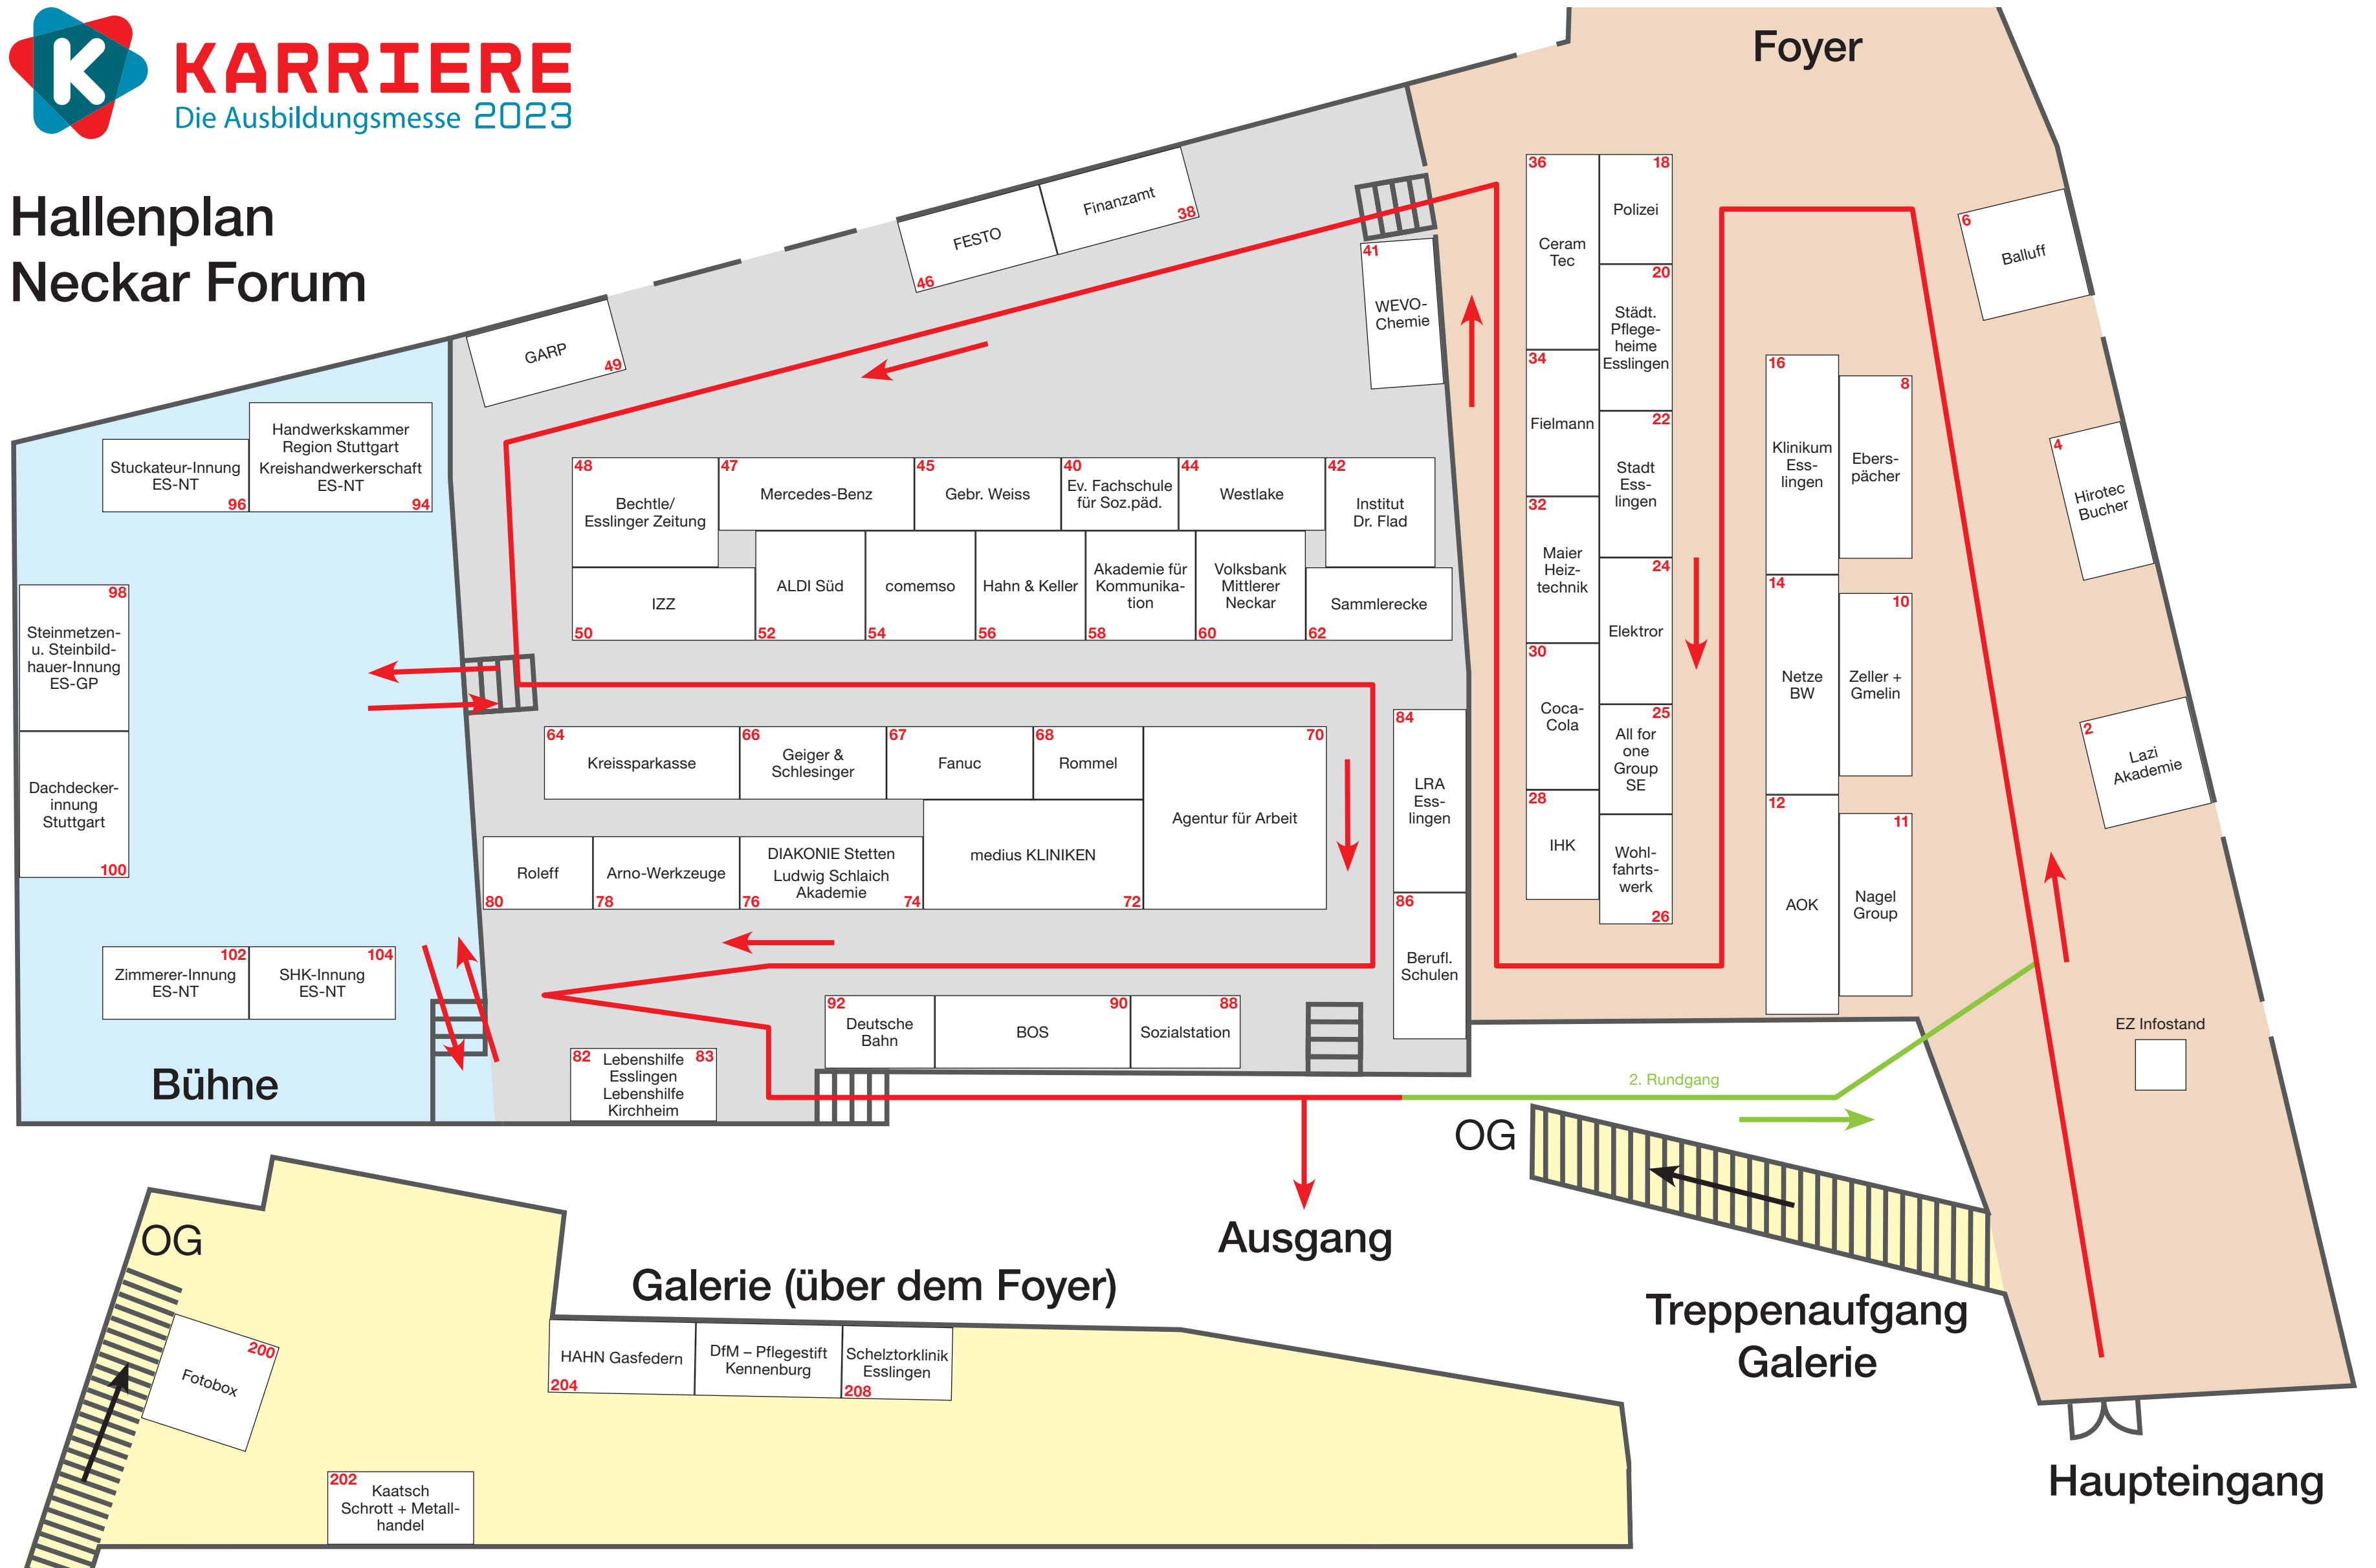 KARRIERE
Die Ausbildungsmesse 2023
Hallenplan
Neckar Forum
Foyer
36
Ceram
Tec
18
Polizei
20
Städt.
Pflege-
heime
Esslingen
34
Fielmann
22
Stadt
Ess-
lingen
32
Maier
Heiz-
technik
24
Elektror
30
Coca-
Cola
25
All for
one
Group
SE
28
IHK
Wohl-
fahrts-
werk
26
16
Klinikum
Ess-
lingen
8
Ebers-
pächer
14
Netze
BW
10
Zeller +
Gmelin
12
AOK
11
Nagel
Group
6
Balluff
4
Hirotec
Bucher
2
Lazi
Akademie
EZ Infostand
Finanzamt
38
FESTO
46
GARP
49
41
WEVO-
Chemie
48
Bechtle/
Esslinger Zeitung
47
Mercedes-Benz
45
Gebr. Weiss
40
Ev. Fachschule
für Soz.päd.
44
Westlake
42
Institut
Dr. Flad
IZZ
50
ALDI Süd
52
comemso
54
Hahn & Keller
56
Akademie für
Kommunika-
tion
58
Volksbank
Mittlerer
Neckar
60
Sammlerecke
62
64
Kreissparkasse
66
Geiger &
Schlesinger
67
Fanuc
68
Rommel
70
Agentur für Arbeit
Roleff
80
Arno-Werkzeuge
78
DIAKONIE Stetten
Ludwig Schlaich
Akademie
76
74
medius KLINIKEN
72
84
LRA
Ess-
lingen
86
Berufl.
Schulen
92
Deutsche
Bahn
90
BOS
88
Sozialstation
82
83
Lebenshilfe
Esslingen
Lebenshilfe
Kirchheim
Stuckateur-Innung
ES-NT
96
Handwerkskammer
Region Stuttgart
Kreishandwerkerschaft
ES-NT
94
98
Steinmetzen-
u. Steinbild-
hauer-Innung
ES-GP
Dachdecker-
innung
Stuttgart
100
102
Zimmerer-Innung
ES-NT
104
SHK-Innung
ES-NT
Bühne
2. Rundgang
OG
Ausgang
Treppenaufgang
Galerie
Haupteingang
OG
Galerie (über dem Foyer)
200
Fotobox
202
Kaatsch
Schrott + Metall-
handel
HAHN Gasfedern
204
DfM – Pflegestift
Kennenburg
Schelztorklinik
Esslingen
208